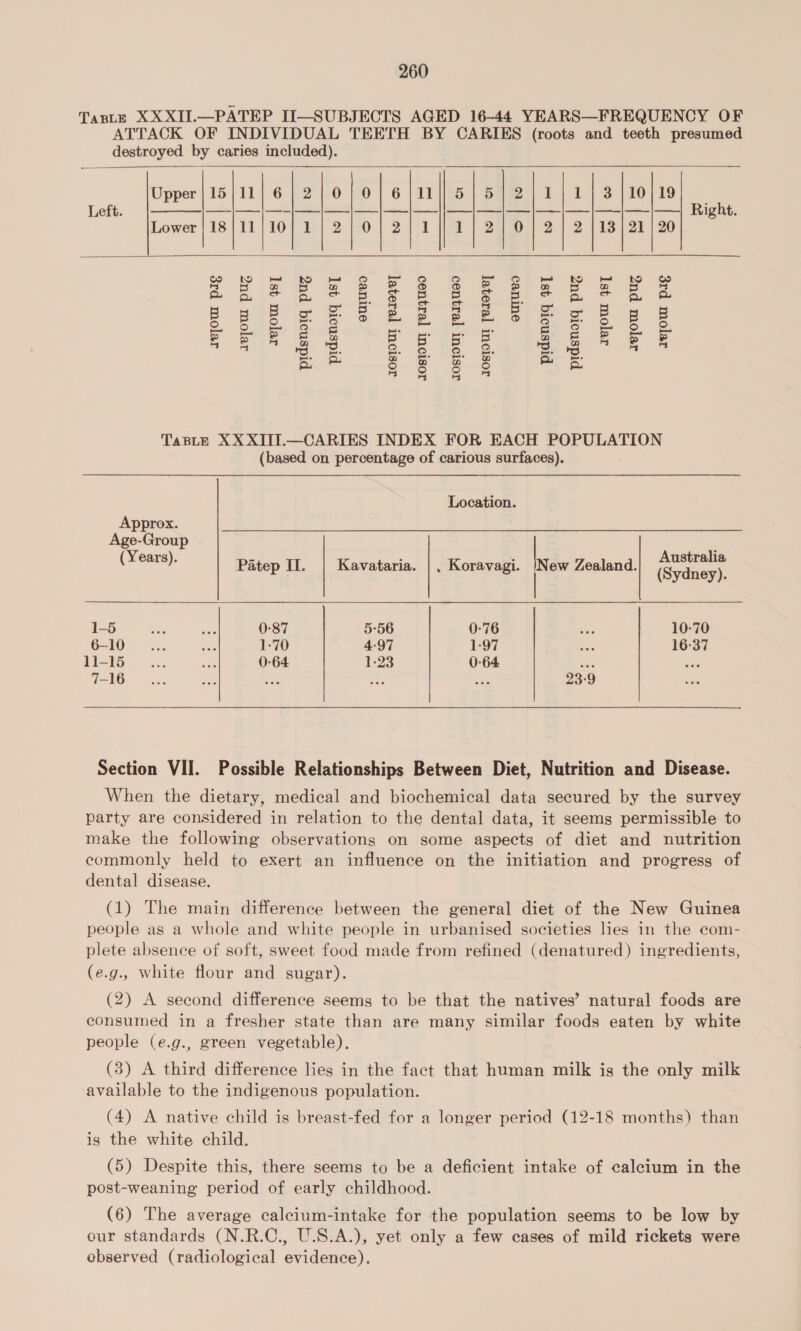 260
TABLE XXXII.—PATEP II—SUBJECTS AGED 16-44 YEARS—FREQUENCY OF
ATTACK OF INDIVIDUAL TEETH BY CARIES (roots and teeth presumed
destroyed by caries included).
Left. Upper 15 11 6 2 0 0 6 11 5 5 2 1 1 3 10 19 Right.
Lower 18 11 10 1 2 0 2 1 1 2 0 2 2 13 21 20
3rd molar
2nd molar
1st molar
2nd bicuspid
1st bicuspid
canine
lateral incisor
central incisor
central incisor
lateral incisor
canine
1st bicuspid
2nd bicuspid
1st molar
2nd molar
3rd molar
TABLE XXXIII.—CARIES INDEX FOR EACH POPULATION
(based on percentage of carious surfaces).
Approx. Age-Group (Years). Location.
Patep II. Kavataria. , Koravagi. New Zealand. Australia (Sydney).
1–5 ... ... 0·87 5·56 0·76 ... 10·70
6–10 ... ... 1·70 4·97 1·97 ... 16·37
11–15 ... ... 0·64 1·23 0·64 ... ...
7–16 ... ... ... ... ... 23·9 ...
Section VII. Possible Relationships Between Diet, Nutrition and Disease.
When the dietary, medical and biochemical data secured by the survey
party are considered in relation to the dental data, it seems permissible to
make the following observations on some aspects of diet and nutrition
commonly held to exert an influence on the initiation and progress of
dental disease.
(1) The main difference between the general diet of the New Guinea
people as a whole and white people in urbanised societies lies in the com-
plete absence of soft, sweet food made from refined (denatured) ingredients,
(e.g., white flour and sugar).
(2) A second difference seems to be that the natives' natural foods are
consumed in a fresher state than are many similar foods eaten by white
people (e.g., green vegetable).
(3) A third difference lies in the fact that human milk is the only milk
available to the indigenous population.
(4) A native child is breast-fed for a longer period (12-18 months) than
is the white child.
(5) Despite this, there seems to be a deficient intake of calcium in the
post-weaning period of early childhood.
(6) The average calcium-intake for the population seems to be low by
our standards (N.R.C., U.S.A.), yet only a few cases of mild rickets were
observed (radiological evidence).